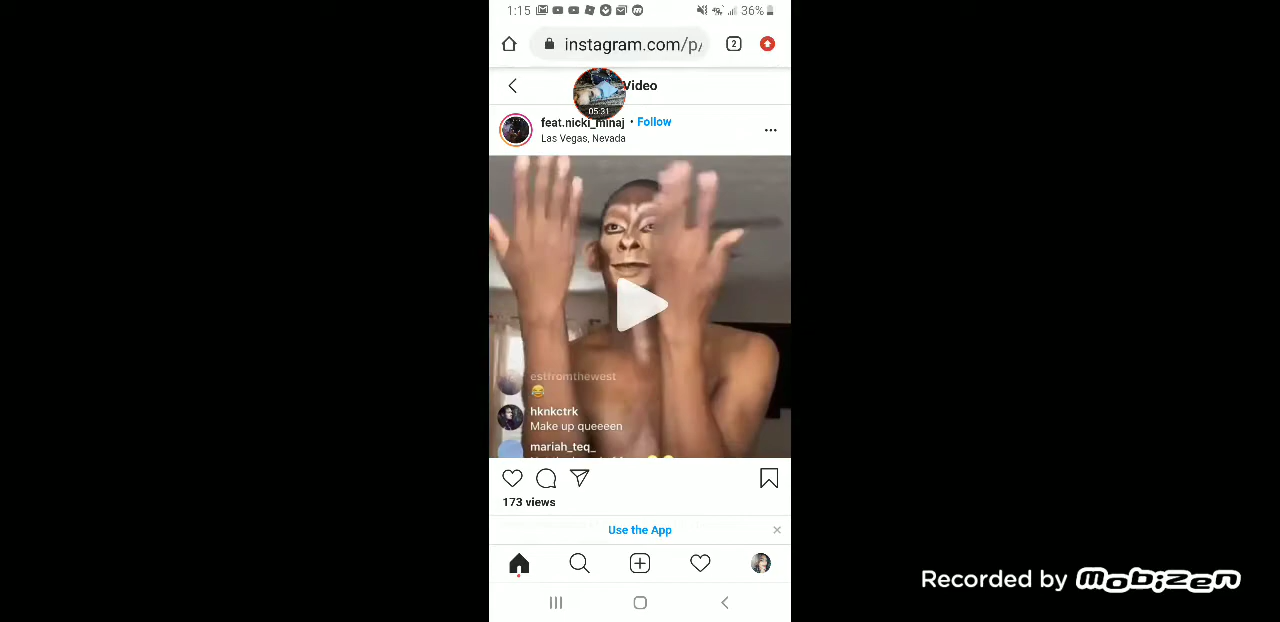 1:15
36%
instagram.com/p/
2
Video
05:31
feat.nicki_minaj • Follow
Las Vegas, Nevada
estfromthewest
😂
hknkctrk
Make up queeeen
mariah_teq_
173 views
Use the App
Recorded by mobizen